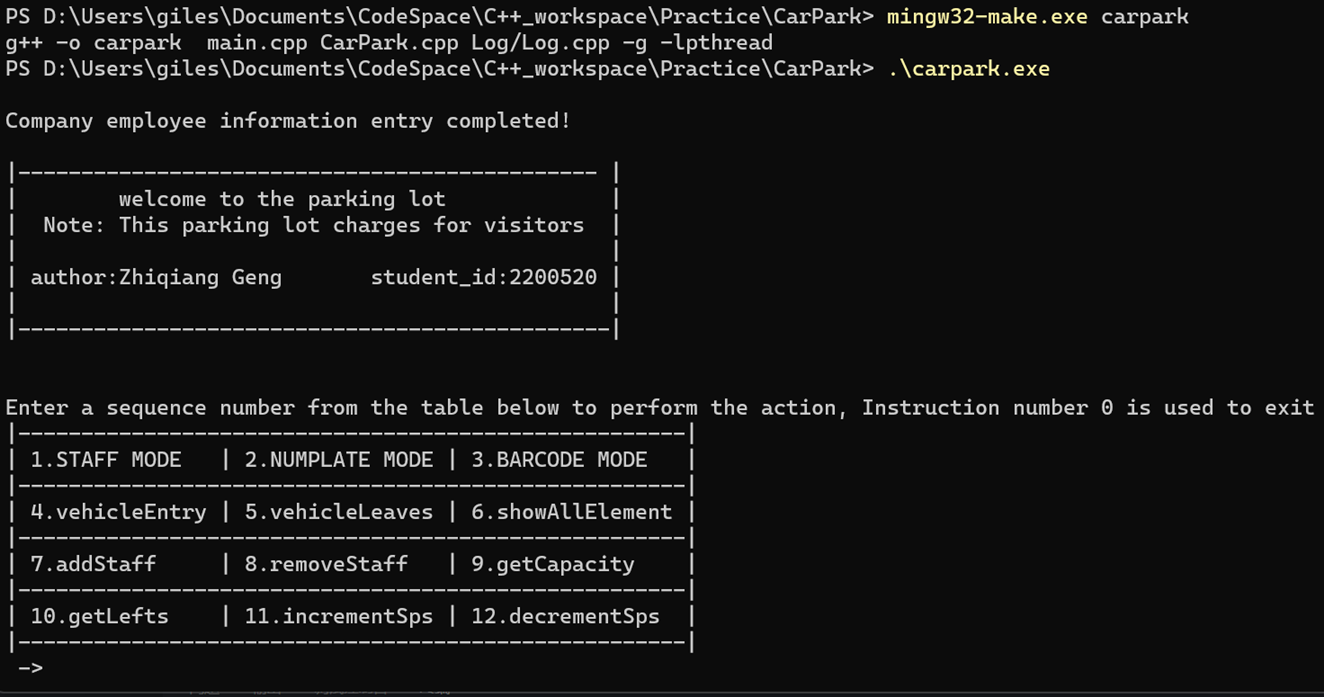 PS D:\Users\giles\Documents\CodeSpace\C++_workspace\Practice\CarPark> mingw32-make.exe carpark
g++ -o carpark  main.cpp CarPark.cpp Log/Log.cpp -g -lpthread
PS D:\Users\giles\Documents\CodeSpace\C++_workspace\Practice\CarPark> .\carpark.exe
Company employee information entry completed!
|---------------------------------------------- |
|        welcome to the parking lot             |
|  Note: This parking lot charges for visitors  |
|                                               |
| author:Zhiqiang Geng       student_id:2200520 |
|                                               |
|-----------------------------------------------|
Enter a sequence number from the table below to perform the action, Instruction number 0 is used to exit
|-----------------------------------------------------|
| 1.STAFF MODE   | 2.NUMPLATE MODE | 3.BARCODE MODE   |
|-----------------------------------------------------|
| 4.vehicleEntry | 5.vehicleLeaves | 6.showAllElement |
|-----------------------------------------------------|
| 7.addStaff     | 8.removeStaff   | 9.getCapacity    |
|-----------------------------------------------------|
| 10.getLefts    | 11.incrementSps | 12.decrementSps  |
|-----------------------------------------------------|
 ->